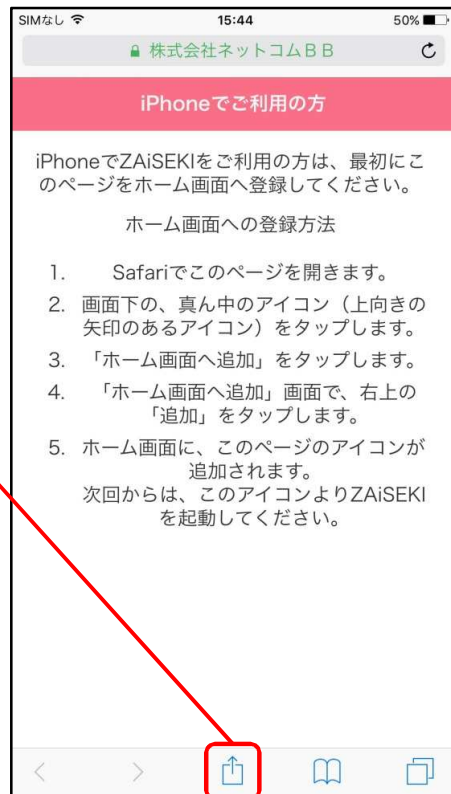 SIMなし 15:44 50%
株式会社ネットコムＢＢ
iPhoneでご利用の方
iPhoneでZAiSEKIをご利用の方は、最初にこ
のページをホーム画面へ登録してください。
ホーム画面への登録方法
1. Safariでこのページを開きます。
2. 画面下の、真ん中のアイコン（上向きの
矢印のあるアイコン）をタップします。
3. 「ホーム画面へ追加」をタップします。
4. 「ホーム画面へ追加」画面で、右上の
「追加」をタップします。
5. ホーム画面に、このページのアイコンが
追加されます。
次回からは、このアイコンよりZAiSEKI
を起動してください。